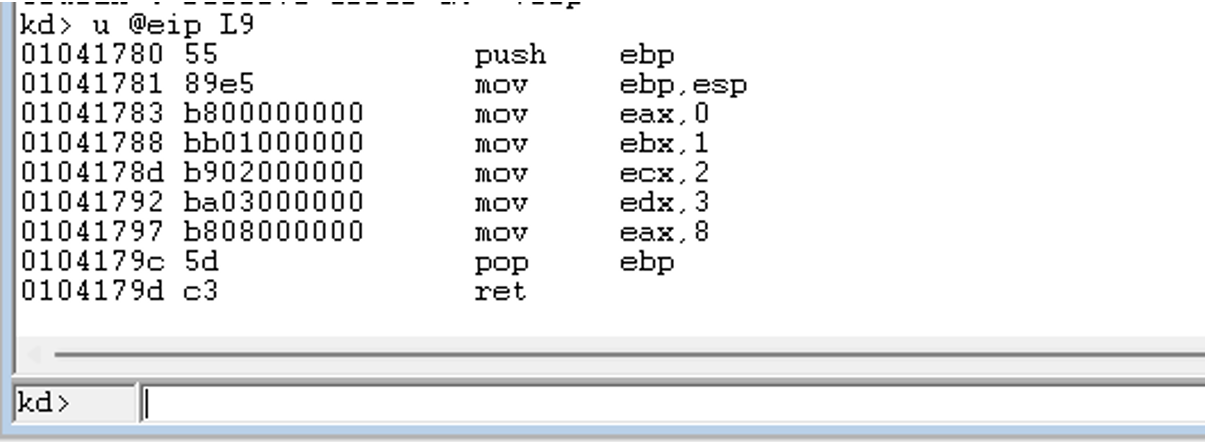 kd> u @eip L9
01041780 55 push ebp
01041781 89e5 mov ebp,esp
01041783 b800000000 mov eax,0
01041788 bb01000000 mov ebx,1
0104178d b902000000 mov ecx,2
01041792 ba03000000 mov edx,3
01041797 b808000000 mov eax,8
0104179c 5d pop ebp
0104179d c3 ret
kd>